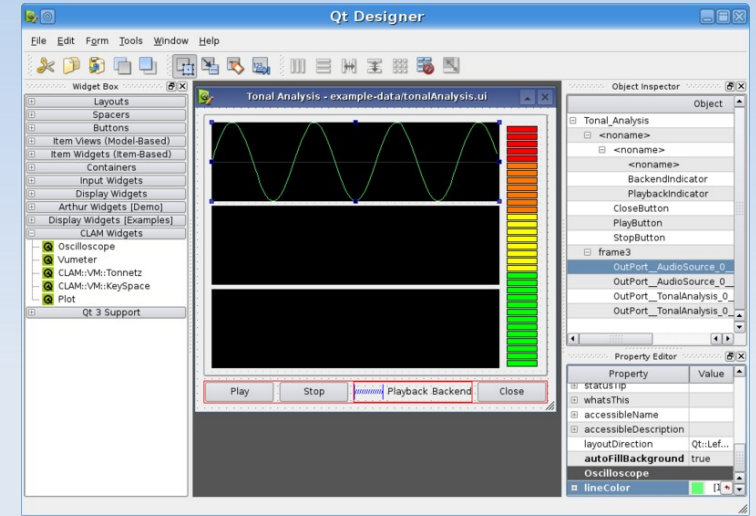 Qt Designer
File Edit Form Tools Window Help
Widget Box
Layouts
Spacers
Buttons
Item Views (Model-Based)
Item Widgets (Item-Based)
Containers
Input Widgets
Display Widgets
Arthur Widgets [Demo]
Display Widgets [Examples]
CLAM Widgets
Oscilloscope
Vumeter
CLAM::VM::Tonnetz
CLAM::VM::KeySpace
Plot
Qt 3 Support
Tonal Analysis - example-data/tonalAnalysis.ui
Play Stop Playback Backend Close
Object Inspector
Object
Tonal_Analysis
<noname>
<noname>
<noname>
BackendIndicator
PlaybackIndicator
CloseButton
PlayButton
StopButton
frame3
OutPort__AudioSource_0_
OutPort__AudioSource_0_
OutPort__TonalAnalysis_0_
OutPort__TonalAnalysis_0_
Property Editor
Property Value
statusTip
whatsThis
accessibleName
accessibleDescription
layoutDirection Qt::Lef...
autoFillBackground true
Oscilloscope
lineColor